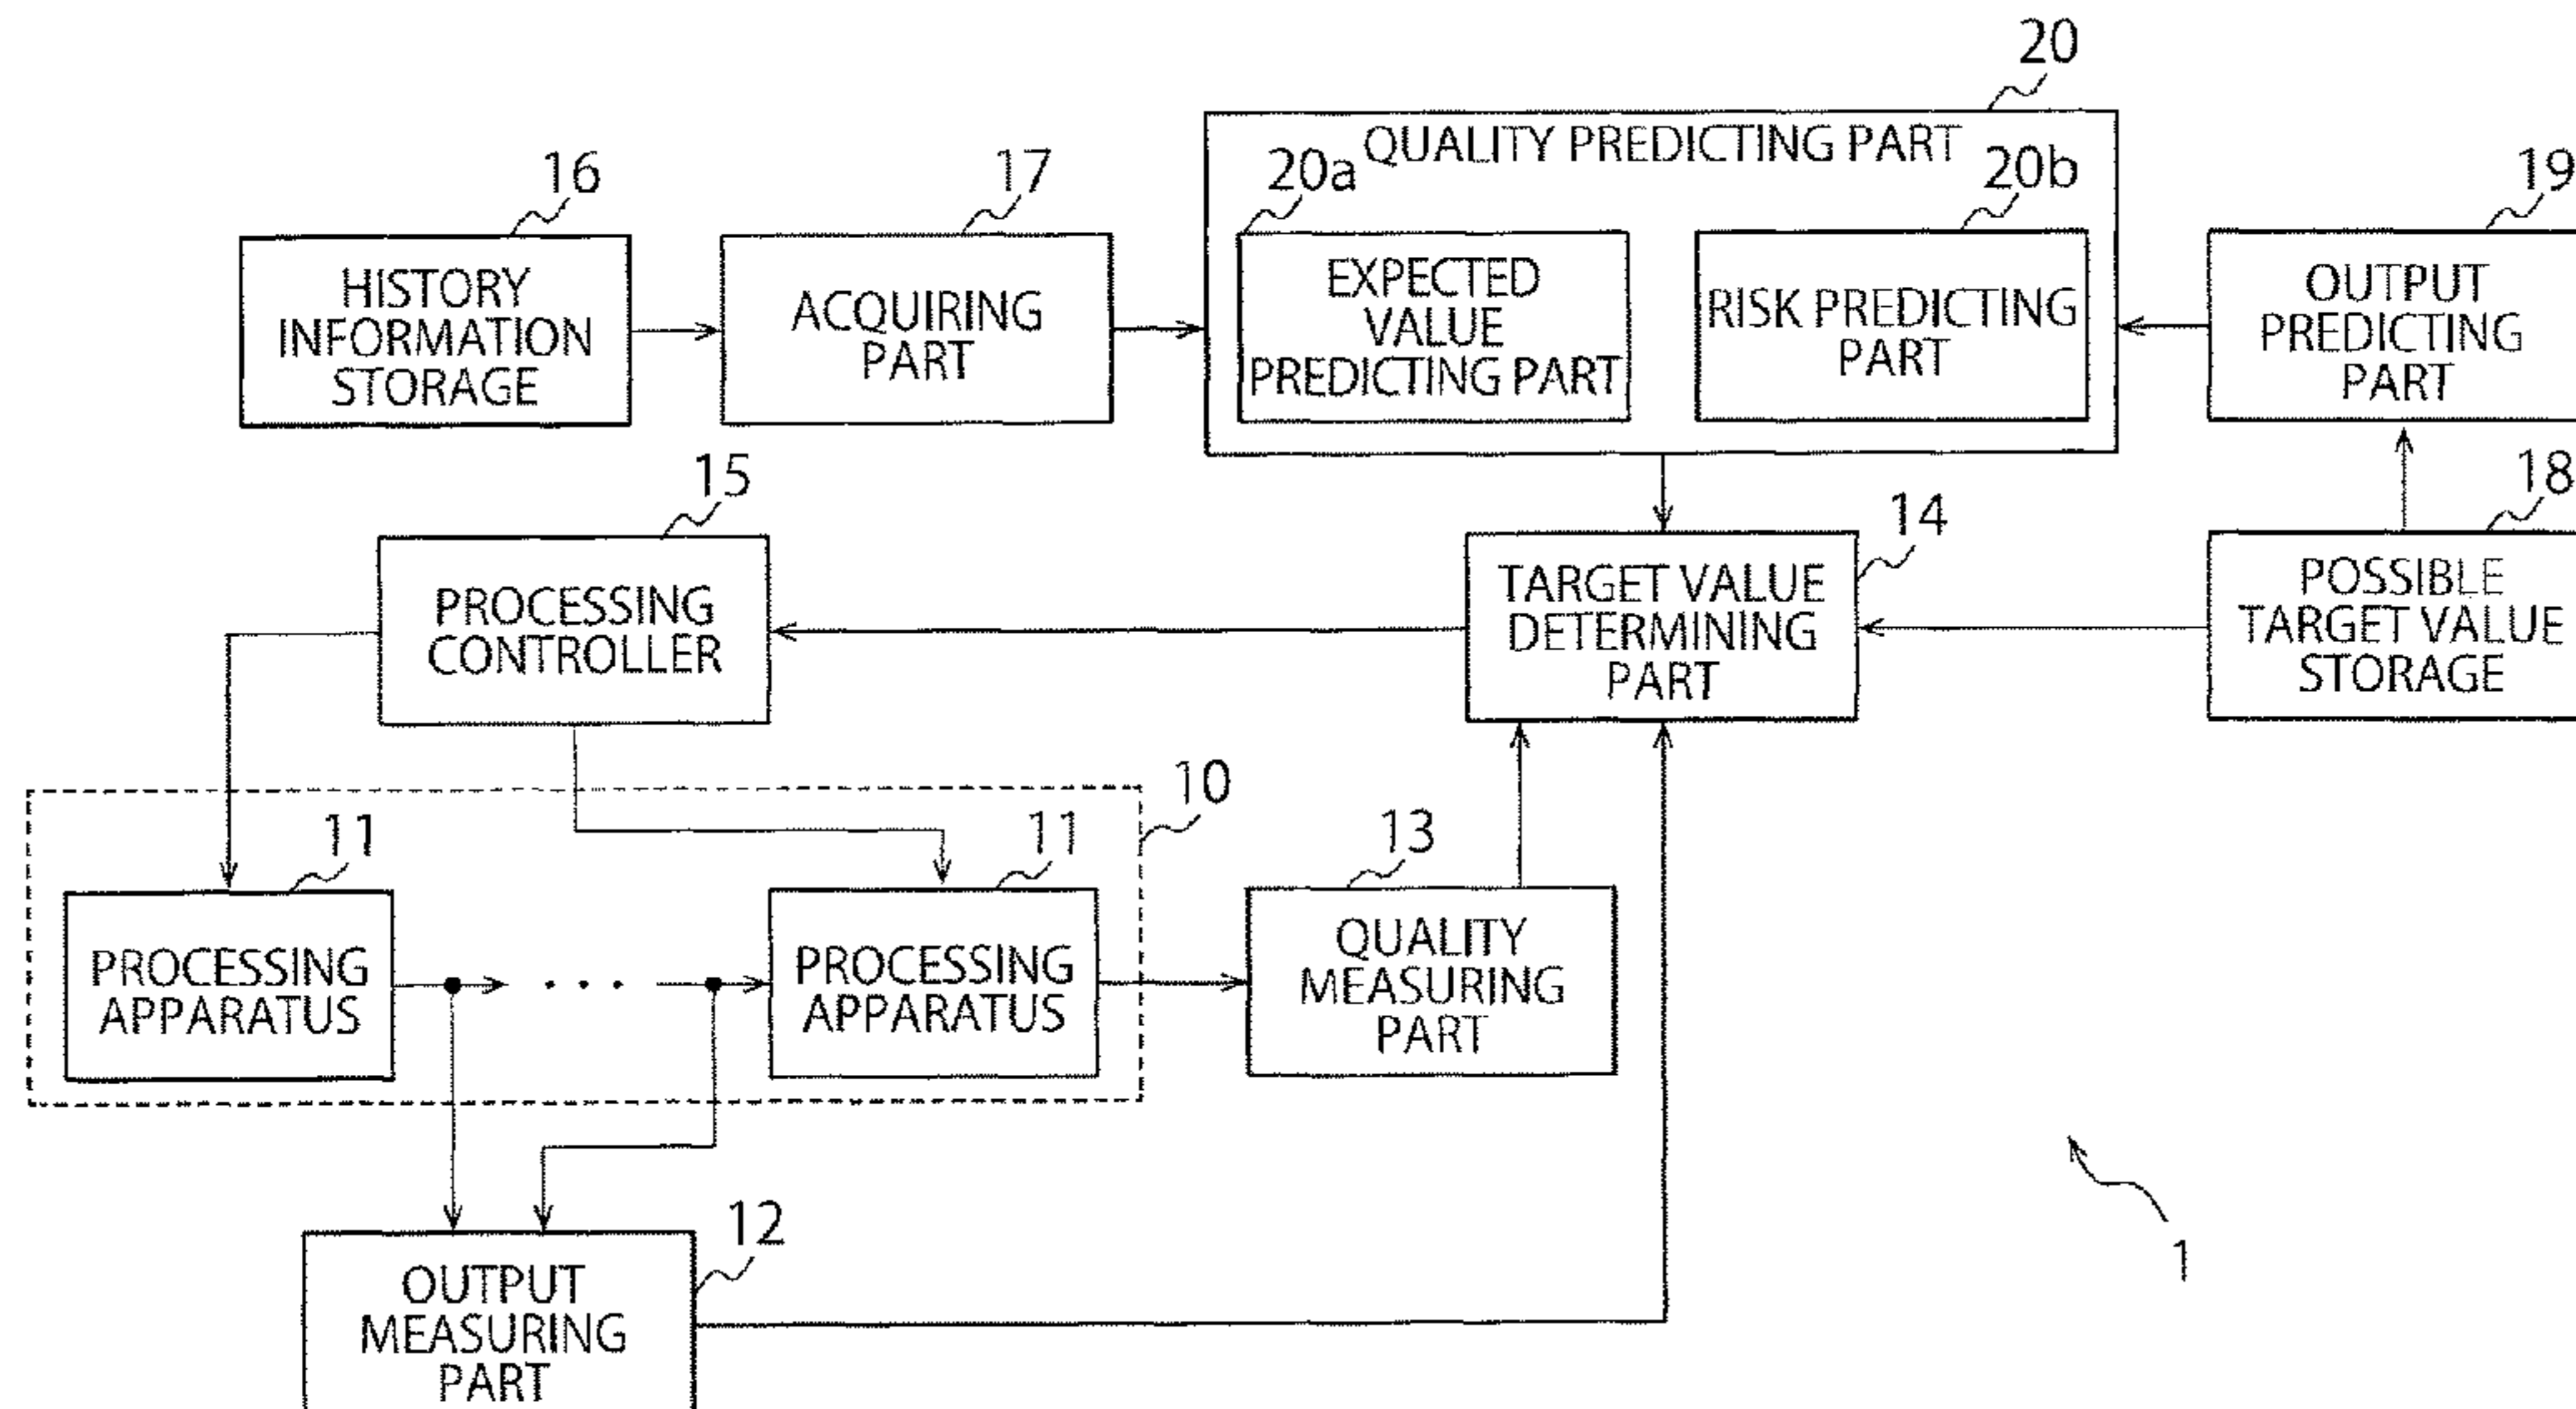 20
QUALITY PREDICTING PART
16
17
20a
20b
19
HISTORY
INFORMATION
STORAGE
ACQUIRING
PART
EXPECTED
VALUE
PREDICTING PART
RISK PREDICTING
PART
OUTPUT
PREDICTING
PART
15
14
18
PROCESSING
CONTROLLER
TARGET VALUE
DETERMINING
PART
POSSIBLE
TARGET VALUE
STORAGE
10
11
11
13
PROCESSING
APPARATUS
. . .
PROCESSING
APPARATUS
QUALITY
MEASURING
PART
12
OUTPUT
MEASURING
PART
1